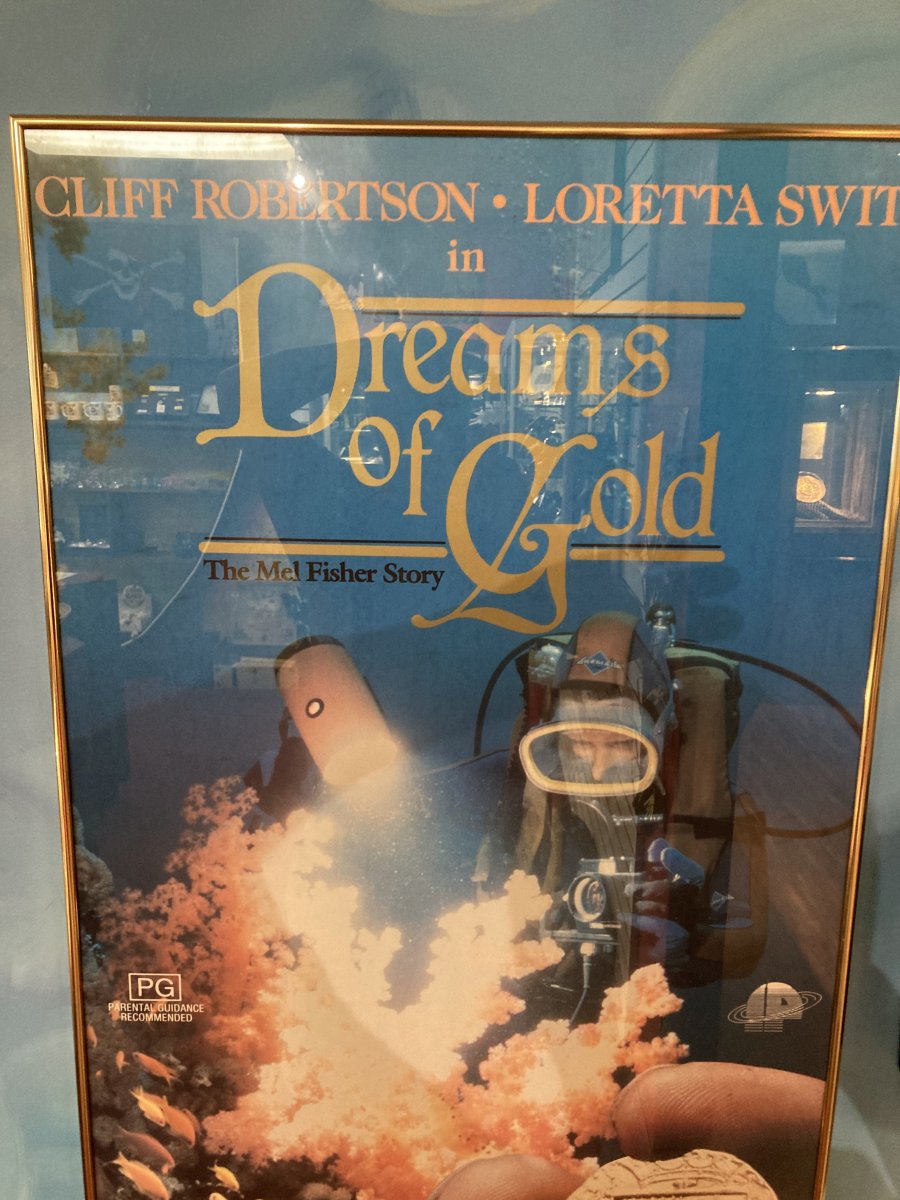 CLIFF ROBERTSON • LORETTA SWIT
in
Dreams
of Gold
The Mel Fisher Story
PG
PARENTAL GUIDANCE
RECOMMENDED